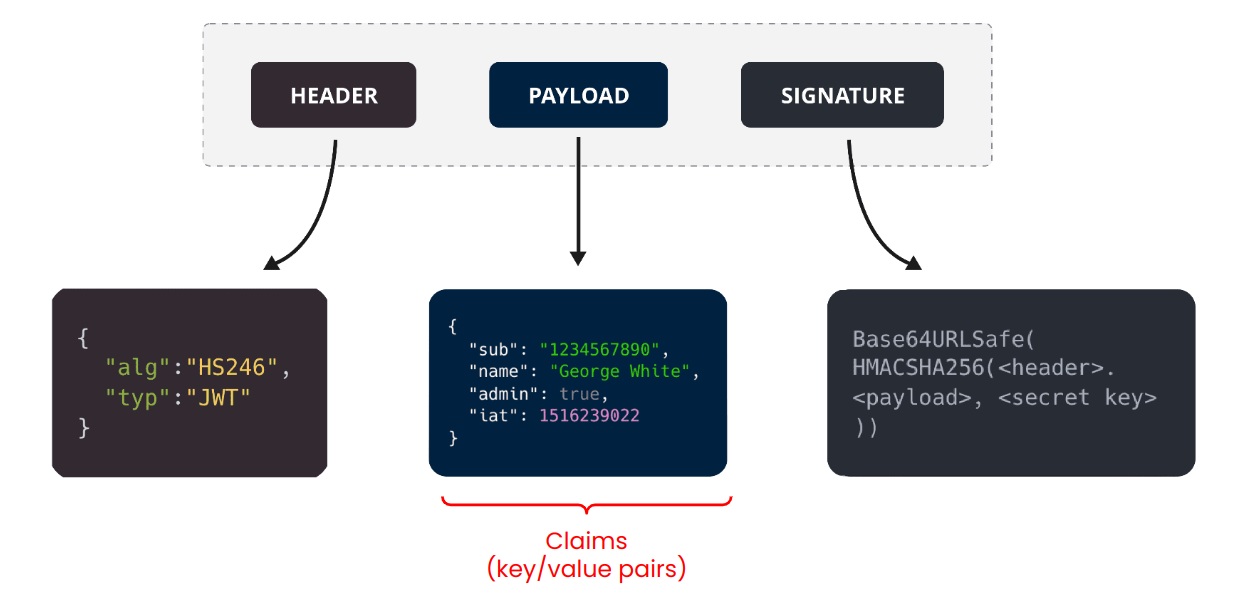 HEADER
PAYLOAD
SIGNATURE
{
"alg":"HS246",
"typ":"JWT"
}
{
"sub": "1234567890",
"name": "George White",
"admin": true,
"iat": 1516239022
}
Base64URLSafe(
HMACSHA256(<header>.
<payload>, <secret key>
))
Claims
(key/value pairs)